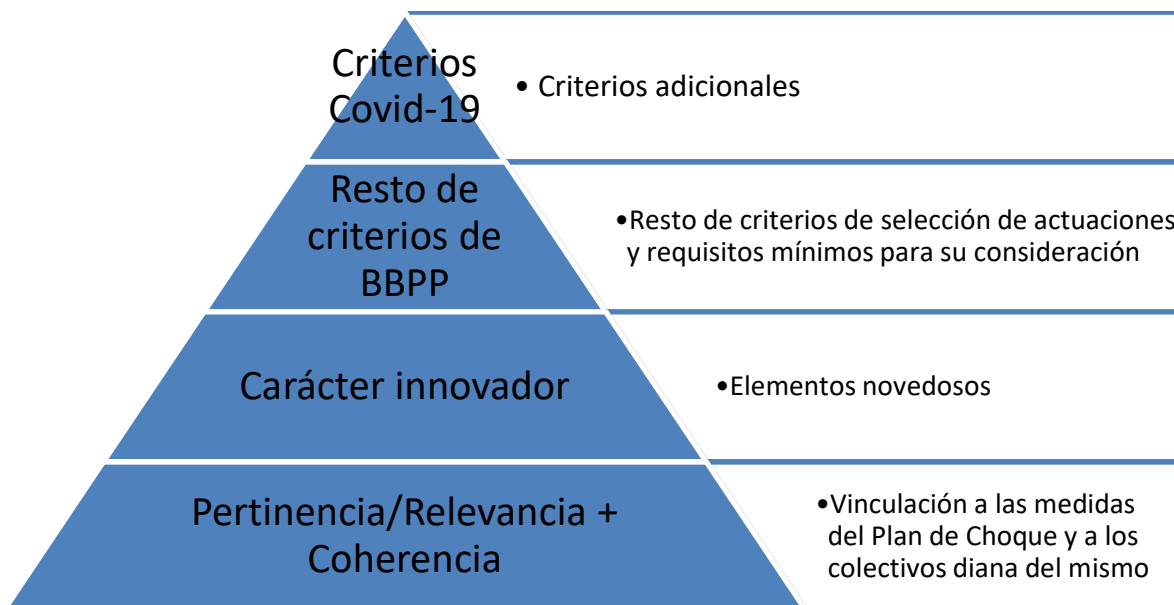 Criterios
Covid-19
• Criterios adicionales
Resto de
criterios de
BBPP
•Resto de criterios de selección de actuaciones
y requisitos mínimos para su consideración
Carácter innovador
•Elementos novedosos
Pertinencia/Relevancia +
Coherencia
•Vinculación a las medidas
del Plan de Choque y a los
colectivos diana del mismo